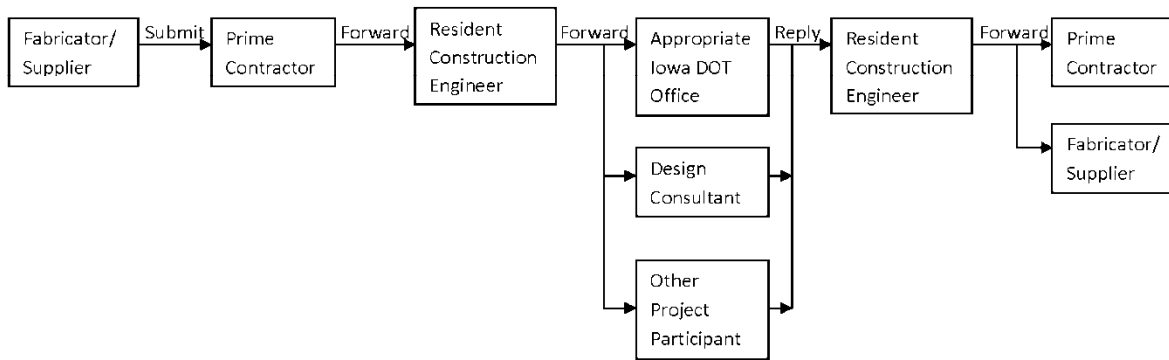 Fabricator/
Supplier
Submit
Prime
Contractor
Forward
Resident
Construction
Engineer
Forward
Appropriate
Iowa DOT
Office
Reply
Resident
Construction
Engineer
Forward
Prime
Contractor
Fabricator/
Supplier
Design
Consultant
Other
Project
Participant